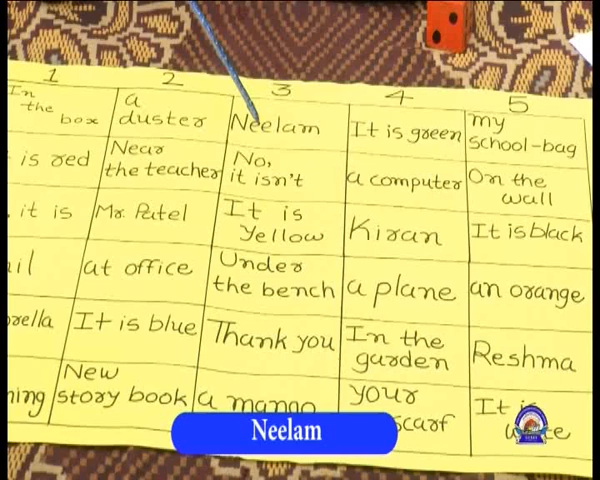 1
2
3
4
5
In
the
box
a
duster
Neelam
It is green
my
school-bag
is red
Near
the teacher
No,
it isn't
a computer
On the
wall
it is
Mr. Patel
It is
Yellow
Kiran
It is black
at office
Under
the bench
a plane
an orange
It is blue
Thank you
In the
garden
Reshma
New
story book
a mango
your
scarf
It is
Neelam